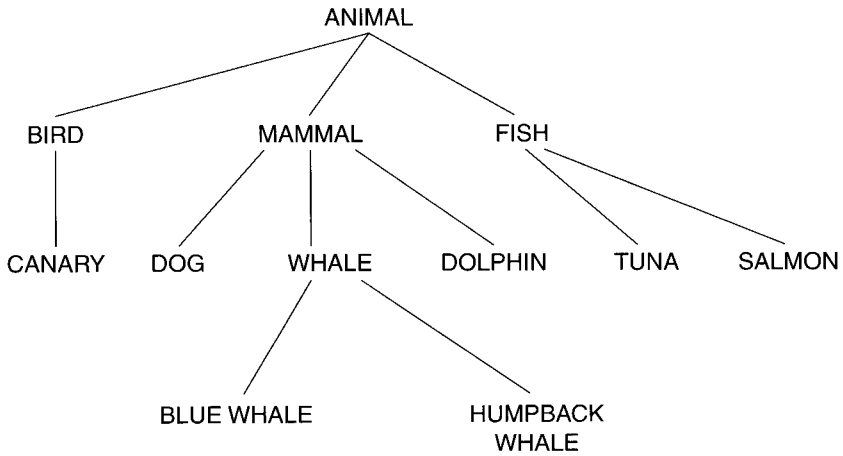 ANIMAL
BIRD MAMMAL FISH
CANARY DOG WHALE DOLPHIN TUNA SALMON
BLUE WHALE HUMPBACK
WHALE